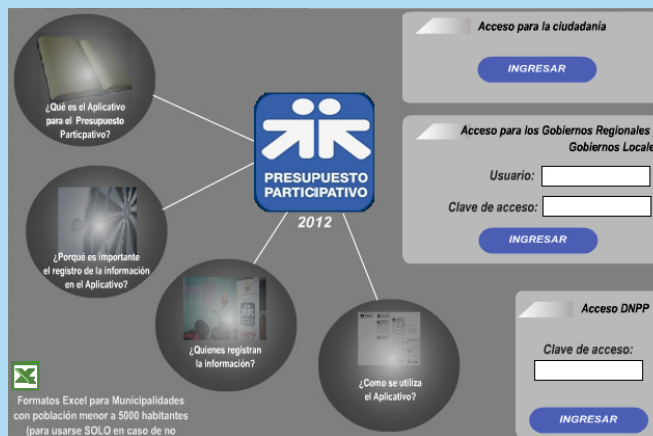 ¿Qué es el Aplicativo
para el Presupuesto
Particpativo?
¿Porqué es importante
el registro de la información
en el Aplicativo?
¿Quienes registran
la información?
¿Como se utiliza
el Aplicativo?
PRESUPUESTO
PARTICIPATIVO
2012
Acceso para la ciudadanía
INGRESAR
Acceso para los Gobiernos Regionales
Gobiernos Locale
Usuario:
Clave de acceso:
INGRESAR
Acceso DNPP
Clave de acceso:
INGRESAR
Formatos Excel para Municipalidades
con población menor a 5000 habitantes
(para usarse SOLO en caso de no